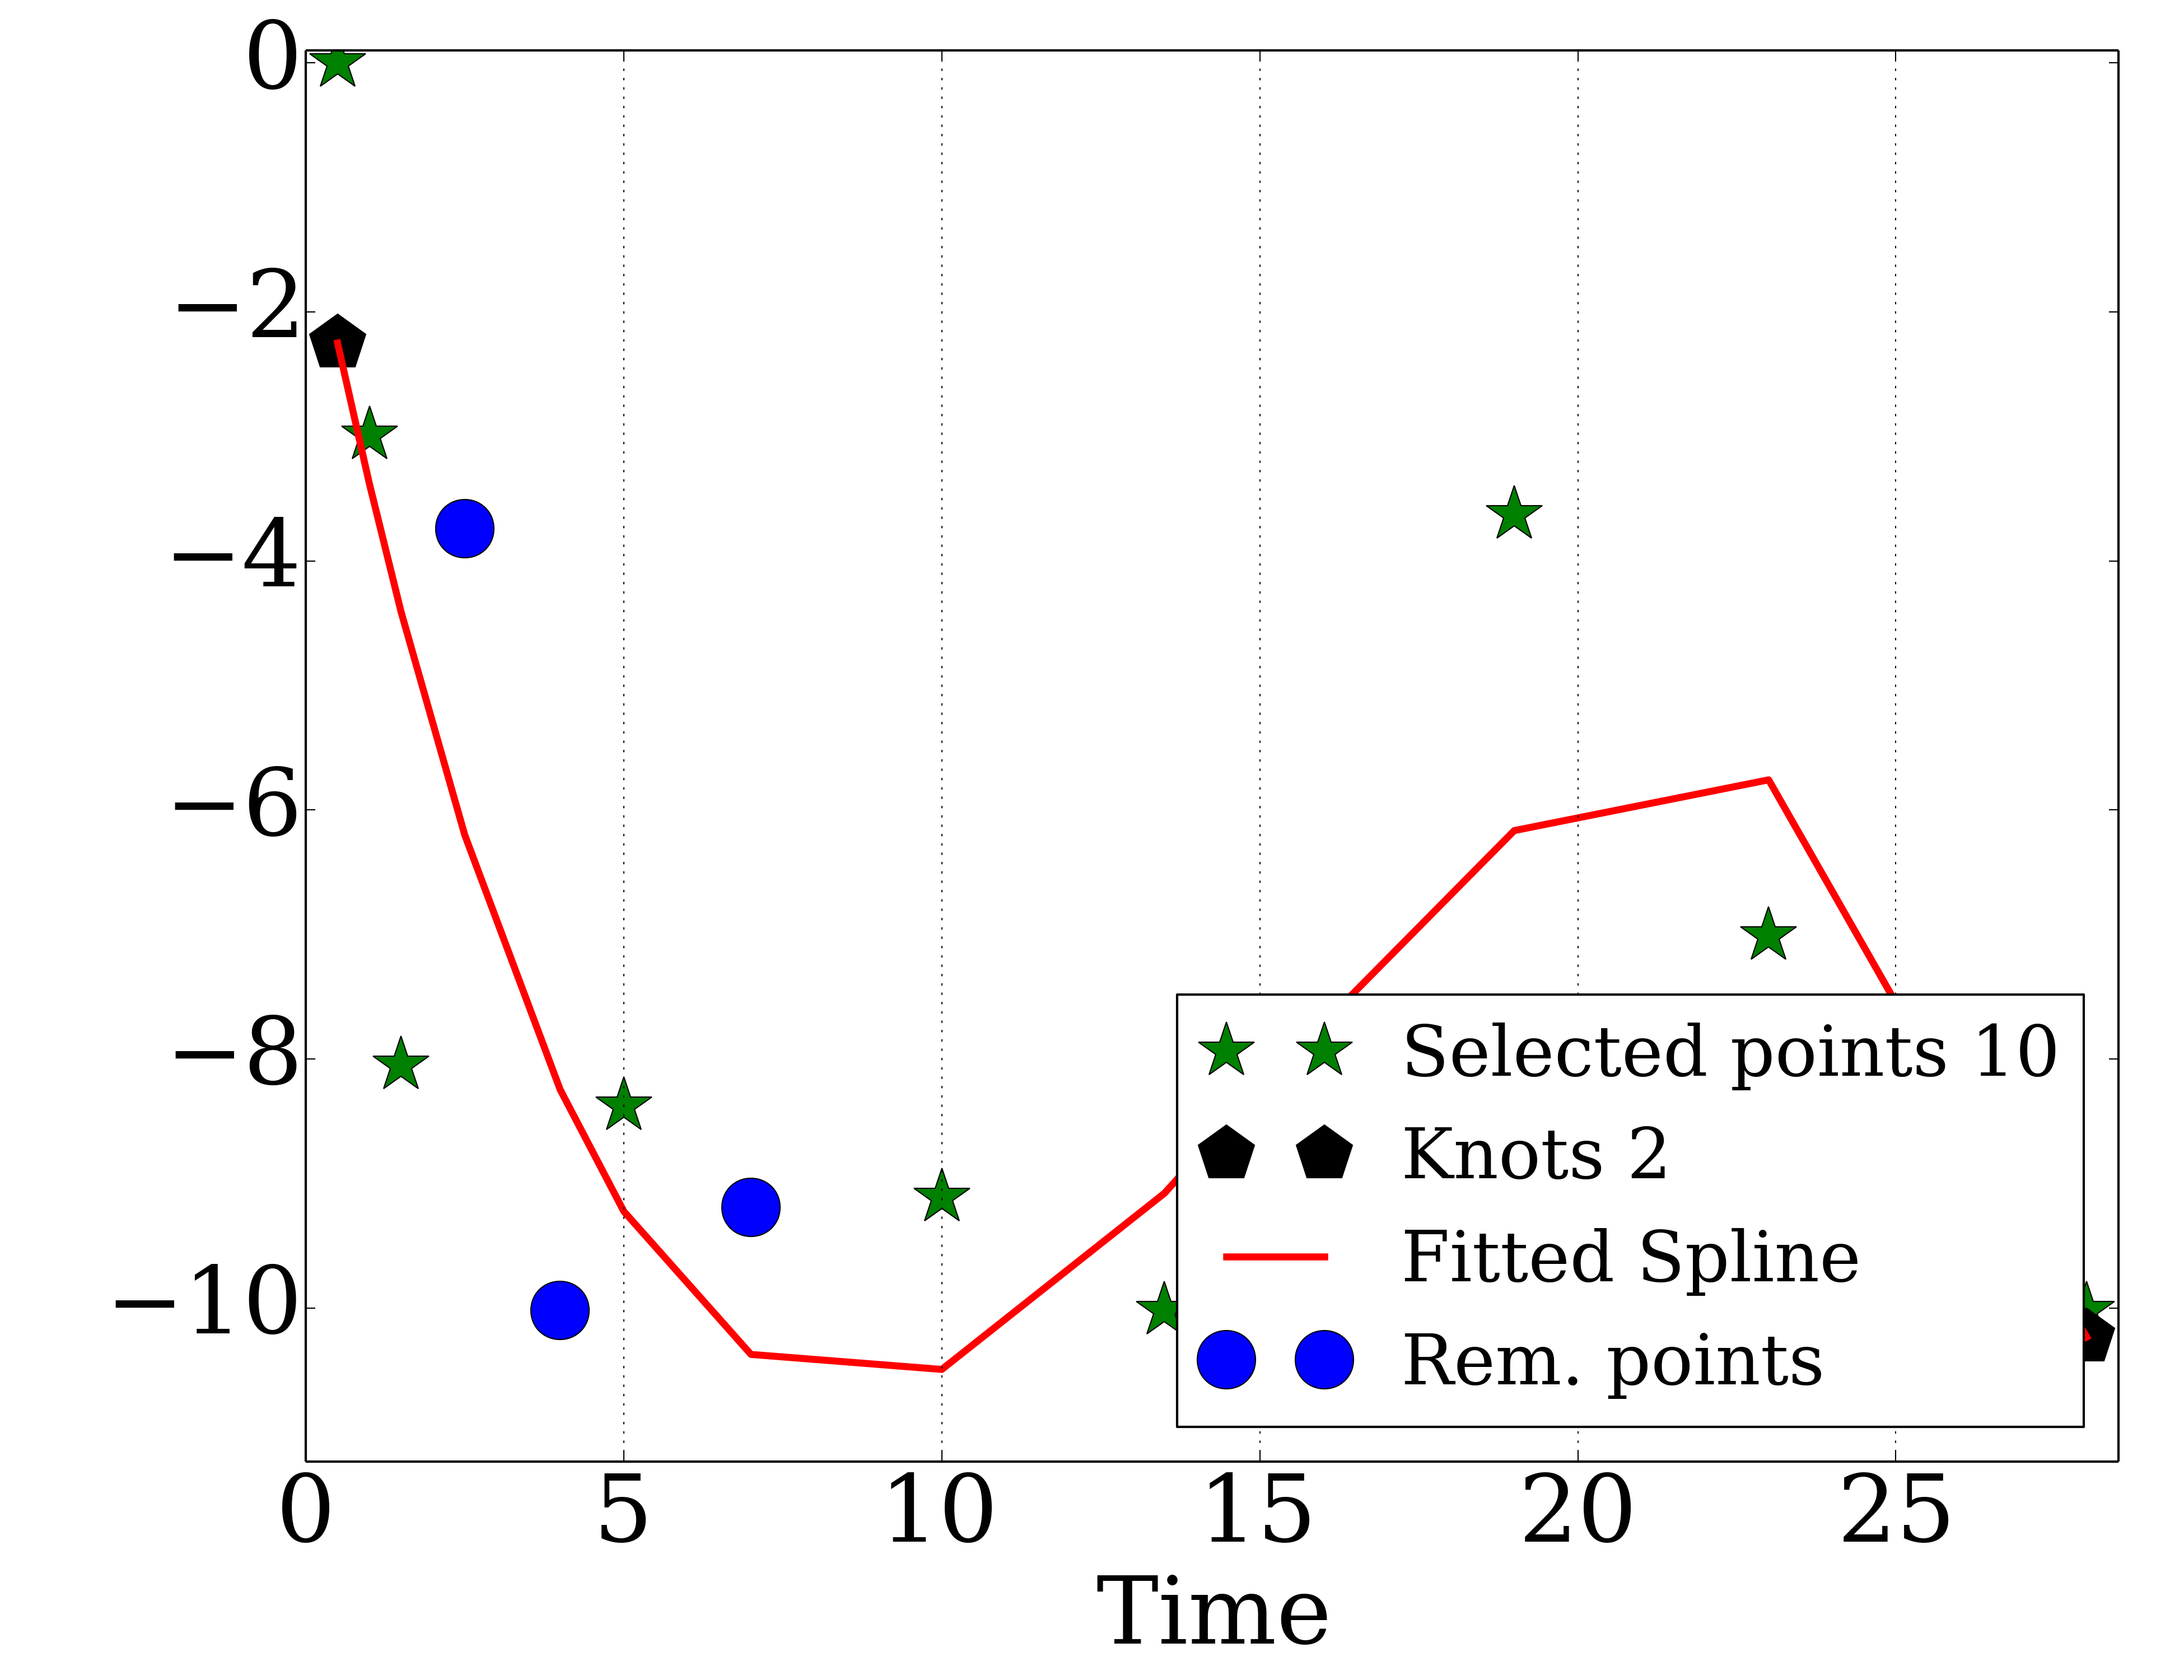 0
−2
−4
−6
−8
−10
Selected points 10
Knots 2
Fitted Spline
Rem. points
0 5 10 15 20 25
Time